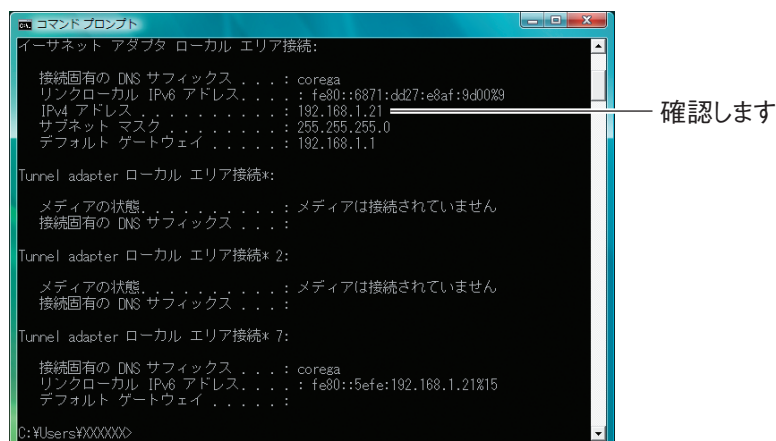 コマンド プロンプト
イーサネット アダプタ ローカル エリア接続:
接続固有の DNS サフィックス . . . : corega
リンクローカル IPv6 アドレス. . . . : fe80::6871:dd27:e8af:9d00%9
IPv4 アドレス . . . . . . . . . . : 192.168.1.21
確認します
サブネット マスク . . . . . . . . : 255.255.255.0
デフォルト ゲートウェイ . . . . . : 192.168.1.1
Tunnel adapter ローカル エリア接続*:
メディアの状態. . . . . . . . . . : メディアは接続されていません
接続固有の DNS サフィックス . . . :
Tunnel adapter ローカル エリア接続* 2:
メディアの状態. . . . . . . . . . : メディアは接続されていません
接続固有の DNS サフィックス . . . :
Tunnel adapter ローカル エリア接続* 7:
接続固有の DNS サフィックス . . . : corega
リンクローカル IPv6 アドレス. . . . : fe80::5efe:192.168.1.21%15
デフォルト ゲートウェイ . . . . . :
C:¥Users¥XXXXXX>